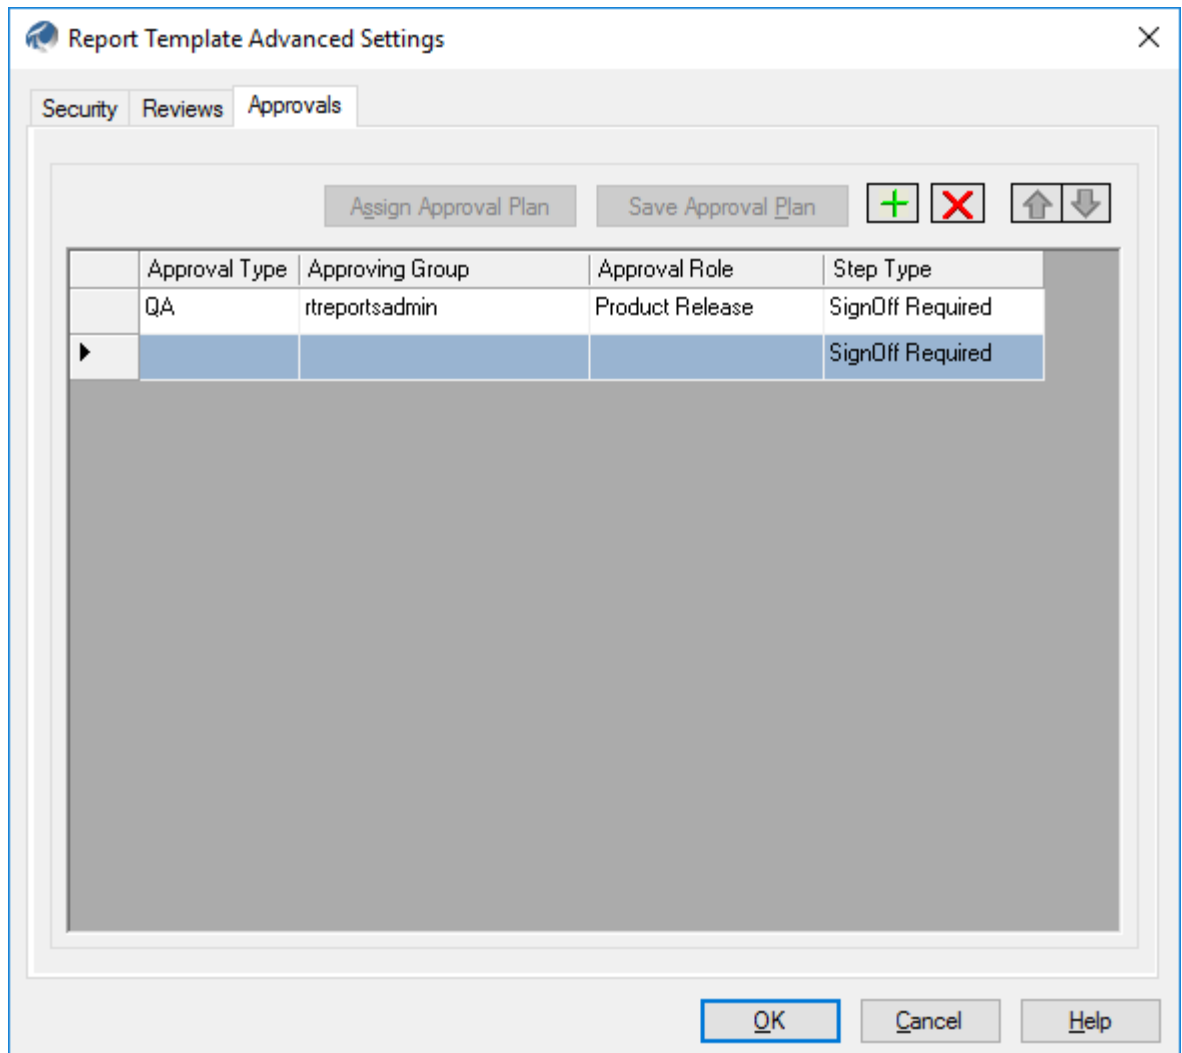 Report Template Advanced Settings
Security Reviews Approvals
Assign Approval Plan Save Approval Plan
Approval Type Approving Group Approval Role Step Type
QA rtreportsadmin Product Release SignOff Required
SignOff Required
OK Cancel Help